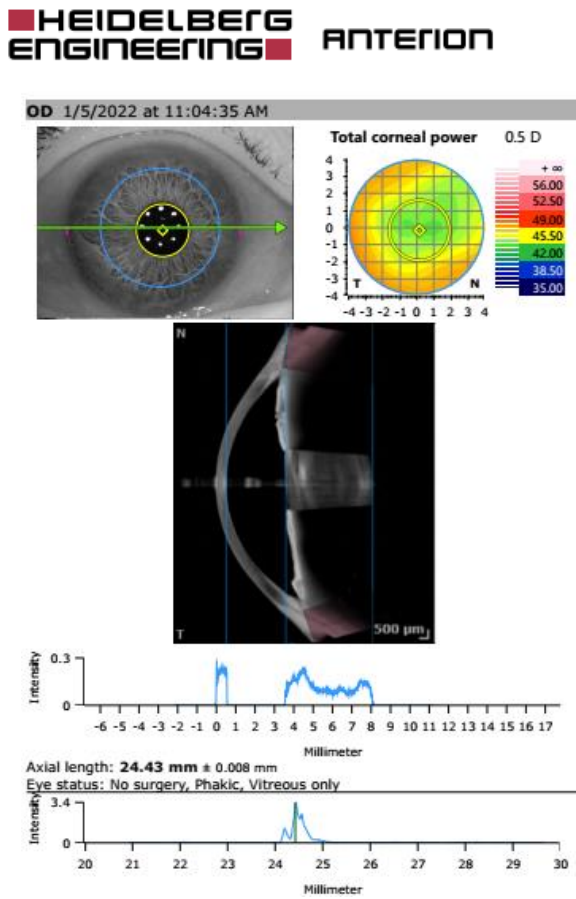 HEIDELBERG
ENGINEERING
ANTERION
OD 1/5/2022 at 11:04:35 AM
Total corneal power 0.5 D
4
3
2
1
0
-1
-2
-3
-4
T N
-4 -3 -2 -1 0 1 2 3 4
+ ∞
56.00
52.50
49.00
45.50
42.00
38.50
35.00
N
T
500 µm
Intensity
0.3
0
-6 -5 -4 -3 -2 -1 0 1 2 3 4 5 6 7 8 9 10 11 12 13 14 15 16 17
Millimeter
Axial length: 24.43 mm ± 0.008 mm
Eye status: No surgery, Phakic, Vitreous only
Intensity
3.4
0
20 21 22 23 24 25 26 27 28 29 30
Millimeter